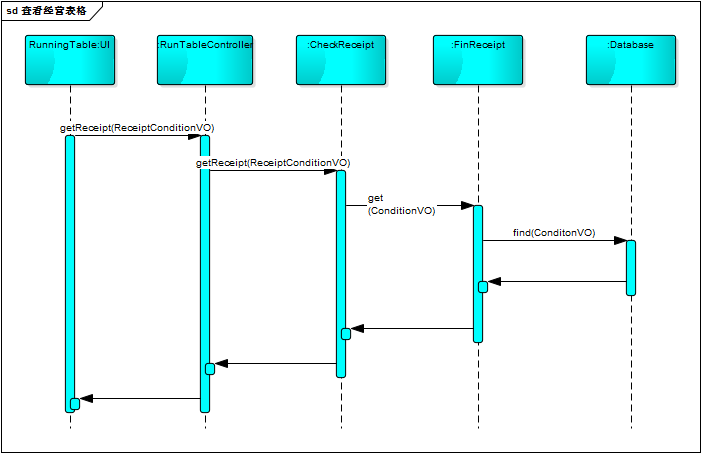 sd 查看经营表格
RunningTable:UI
:RunTableController
:CheckReceipt
:FinReceipt
:Database
getReceipt(ReceiptConditionVO)
getReceipt(ReceiptConditionVO)
get
(ConditionVO)
find(ConditonVO)